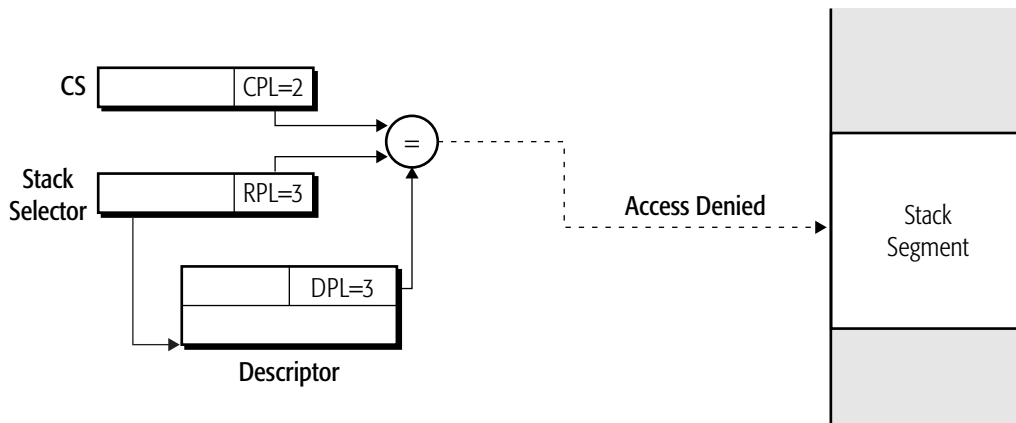 CS
CPL=2
=
Stack
Selector
RPL=3
Access Denied
Stack
Segment
DPL=3
Descriptor